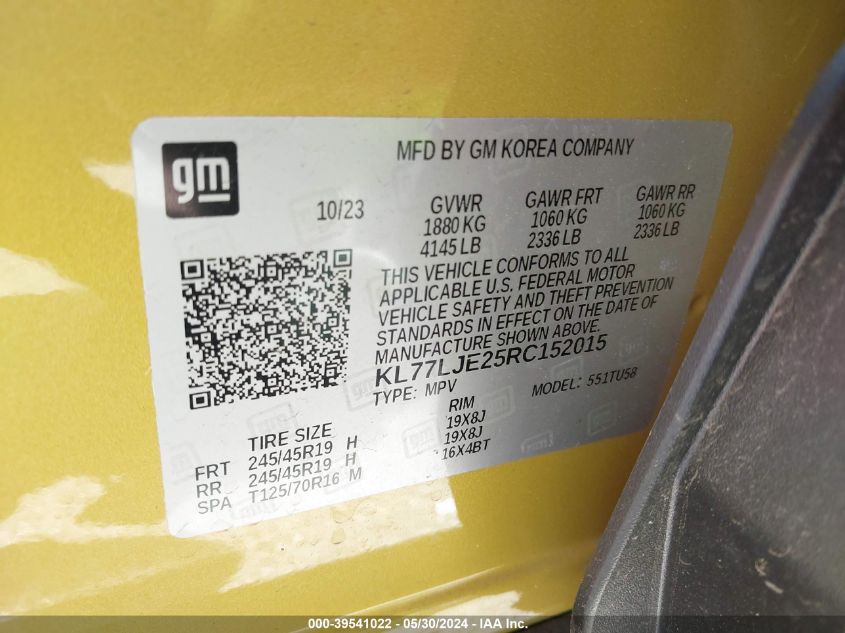 gm
MFD BY GM KOREA COMPANY
10/23
GVWR
1880 KG
4145 LB
GAWR FRT
1060 KG
2336 LB
GAWR RR
1060 KG
2336 LB
THIS VEHICLE CONFORMS TO ALL
APPLICABLE U.S. FEDERAL MOTOR
VEHICLE SAFETY AND THEFT PREVENTION
STANDARDS IN EFFECT ON THE DATE OF
MANUFACTURE SHOWN ABOVE.
KL77LJE25RC152015
TYPE: MPV MODEL: 551TU58
TIRE SIZE RIM
FRT 245/45R19 H 19X8J
RR 245/45R19 H 19X8J
SPA T125/70R16 M 16X4BT
000-39541022 - 05/30/2024 - IAA Inc.